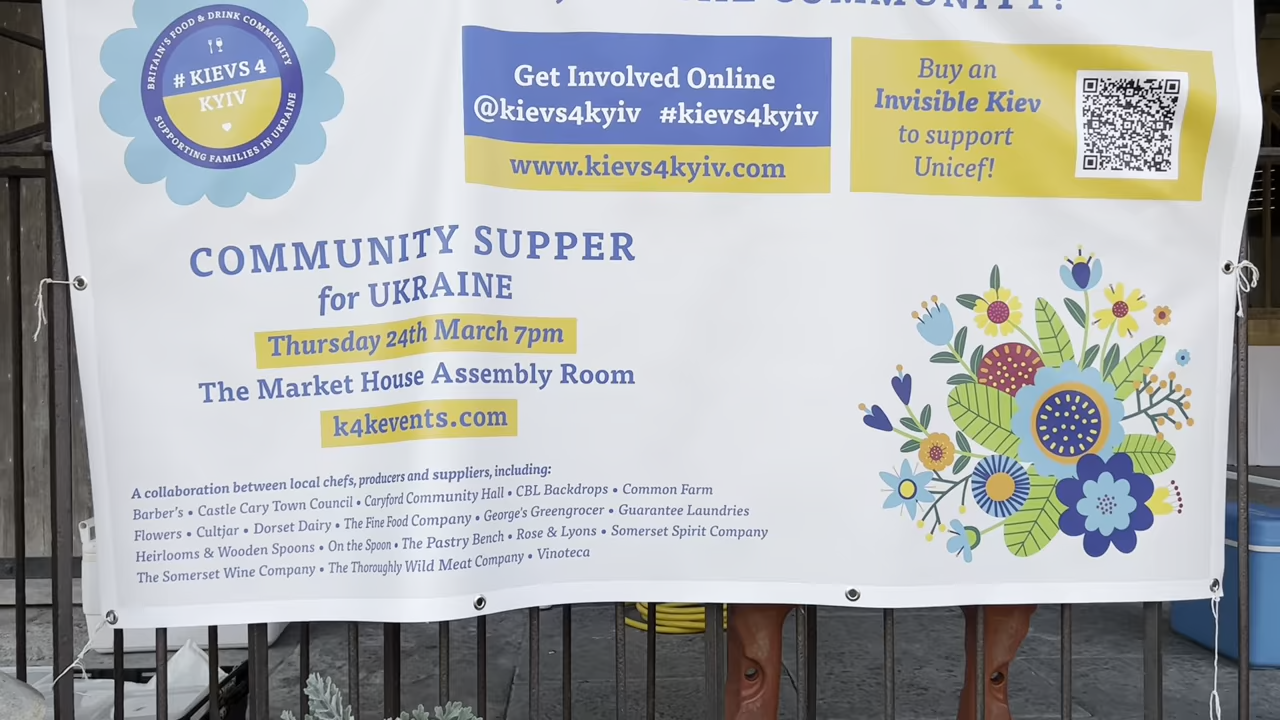 COMMUNITY?
BRITAIN'S FOOD & DRINK COMMUNITY
# KIEVS 4
KYIV
SUPPORTING FAMILIES IN UKRAINE
Get Involved Online
@kievs4kyiv #kievs4kyiv
www.kievs4kyiv.com
Buy an
Invisible Kiev
to support
Unicef!
COMMUNITY SUPPER
for UKRAINE
Thursday 24th March 7pm
The Market House Assembly Room
k4kevents.com
A collaboration between local chefs, producers and suppliers, including:
Barber's • Castle Cary Town Council • Caryford Community Hall • CBL Backdrops • Common Farm
Flowers • Cultjar • Dorset Dairy • The Fine Food Company • George's Greengrocer • Guarantee Laundries
Heirlooms & Wooden Spoons • On the Spoon • The Pastry Bench • Rose & Lyons • Somerset Spirit Company
The Somerset Wine Company • The Thoroughly Wild Meat Company • Vinoteca